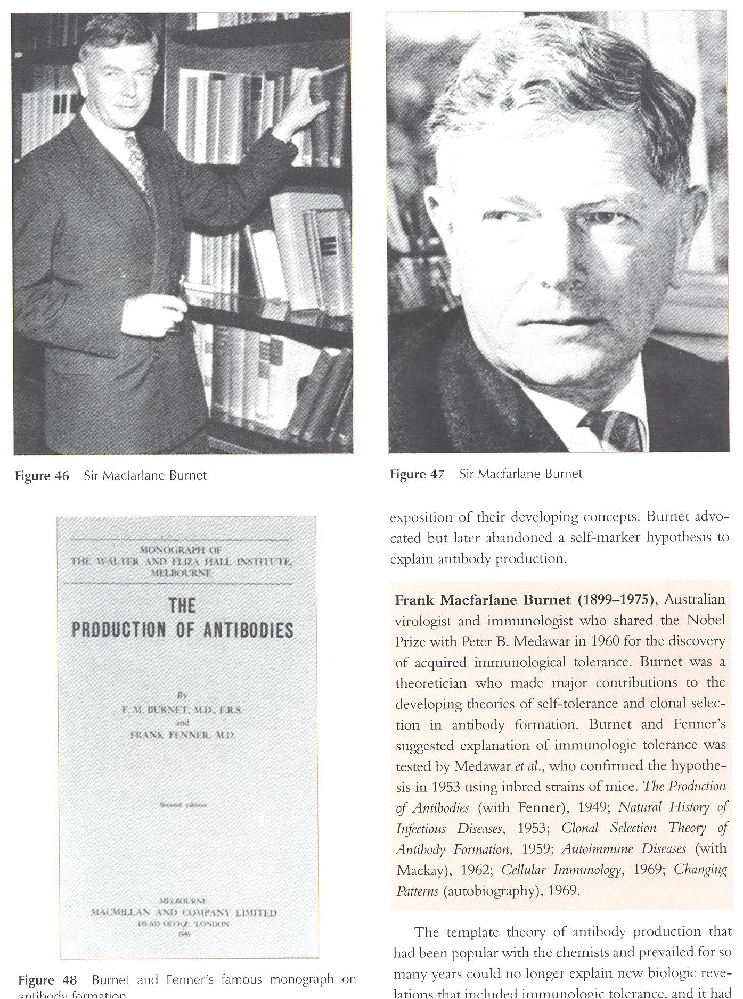 Figure 46 Sir Macfarlane Burnet
MONOGRAPH OF
THE WALTER AND ELIZA HALL INSTITUTE,
MELBOURNE
THE
PRODUCTION OF ANTIBODIES
By
F. M. BURNET, M.D., F.R.S.
and
FRANK FENNER, M.D.
Second edition
MELBOURNE
MACMILLAN AND COMPANY LIMITED
HEAD OFFICE, LONDON
1949
Figure 48 Burnet and Fenner's famous monograph on
antibody formation
Figure 47 Sir Macfarlane Burnet
exposition of their developing concepts. Burnet advo-
cated but later abandoned a self-marker hypothesis to
explain antibody production.
Frank Macfarlane Burnet (1899–1975), Australian
virologist and immunologist who shared the Nobel
Prize with Peter B. Medawar in 1960 for the discovery
of acquired immunological tolerance. Burnet was a
theoretician who made major contributions to the
developing theories of self-tolerance and clonal selec-
tion in antibody formation. Burnet and Fenner's
suggested explanation of immunologic tolerance was
tested by Medawar et al., who confirmed the hypothe-
sis in 1953 using inbred strains of mice. The Production
of Antibodies (with Fenner), 1949; Natural History of
Infectious Diseases, 1953; Clonal Selection Theory of
Antibody Formation, 1959; Autoimmune Diseases (with
Mackay), 1962; Cellular Immunology, 1969; Changing
Patterns (autobiography), 1969.
The template theory of antibody production that
had been popular with the chemists and prevailed for so
many years could no longer explain new biologic reve-
lations that included immunologic tolerance, and it had